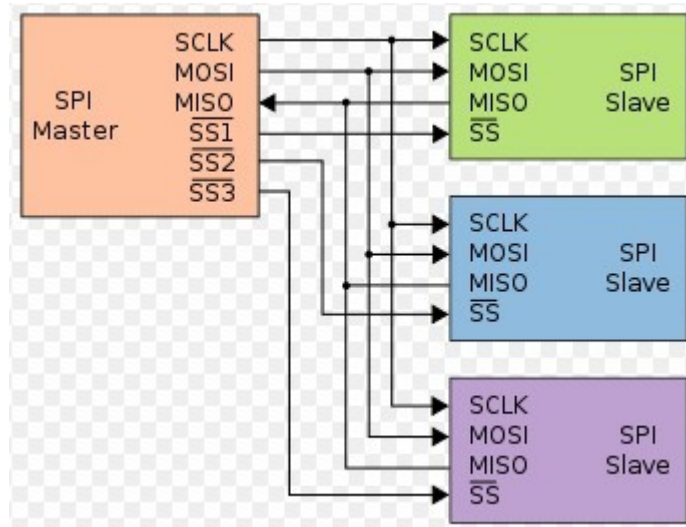 SPI
Master
SCLK
MOSI
MISO
SS1
SS2
SS3
SCLK
MOSI
MISO
SS
SPI
Slave
SCLK
MOSI
MISO
SS
SPI
Slave
SCLK
MOSI
MISO
SS
SPI
Slave